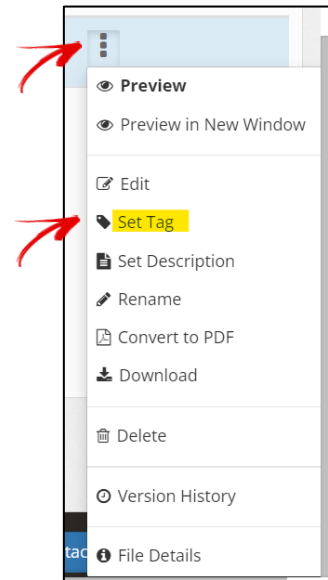 Preview
Preview in New Window
Edit
Set Tag
Set Description
Rename
Convert to PDF
Download
Delete
Version History
tac
File Details